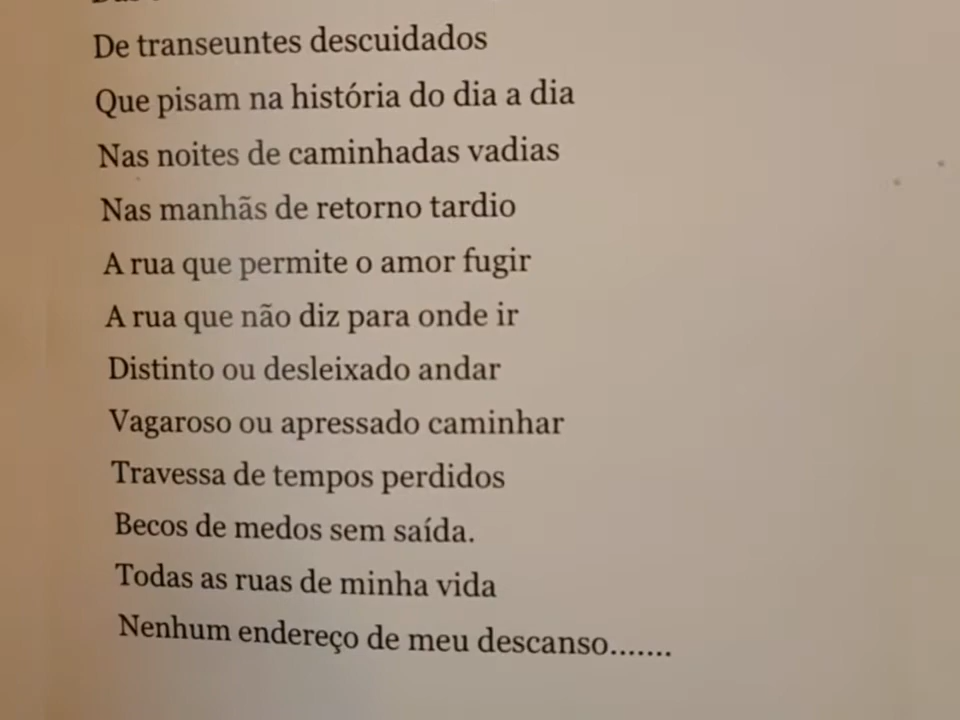 De transeuntes descuidados
Que pisam na história do dia a dia
Nas noites de caminhadas vadias
Nas manhãs de retorno tardio
A rua que permite o amor fugir
A rua que não diz para onde ir
Distinto ou desleixado andar
Vagaroso ou apressado caminhar
Travessa de tempos perdidos
Becos de medos sem saída.
Todas as ruas de minha vida
Nenhum endereço de meu descanso.......